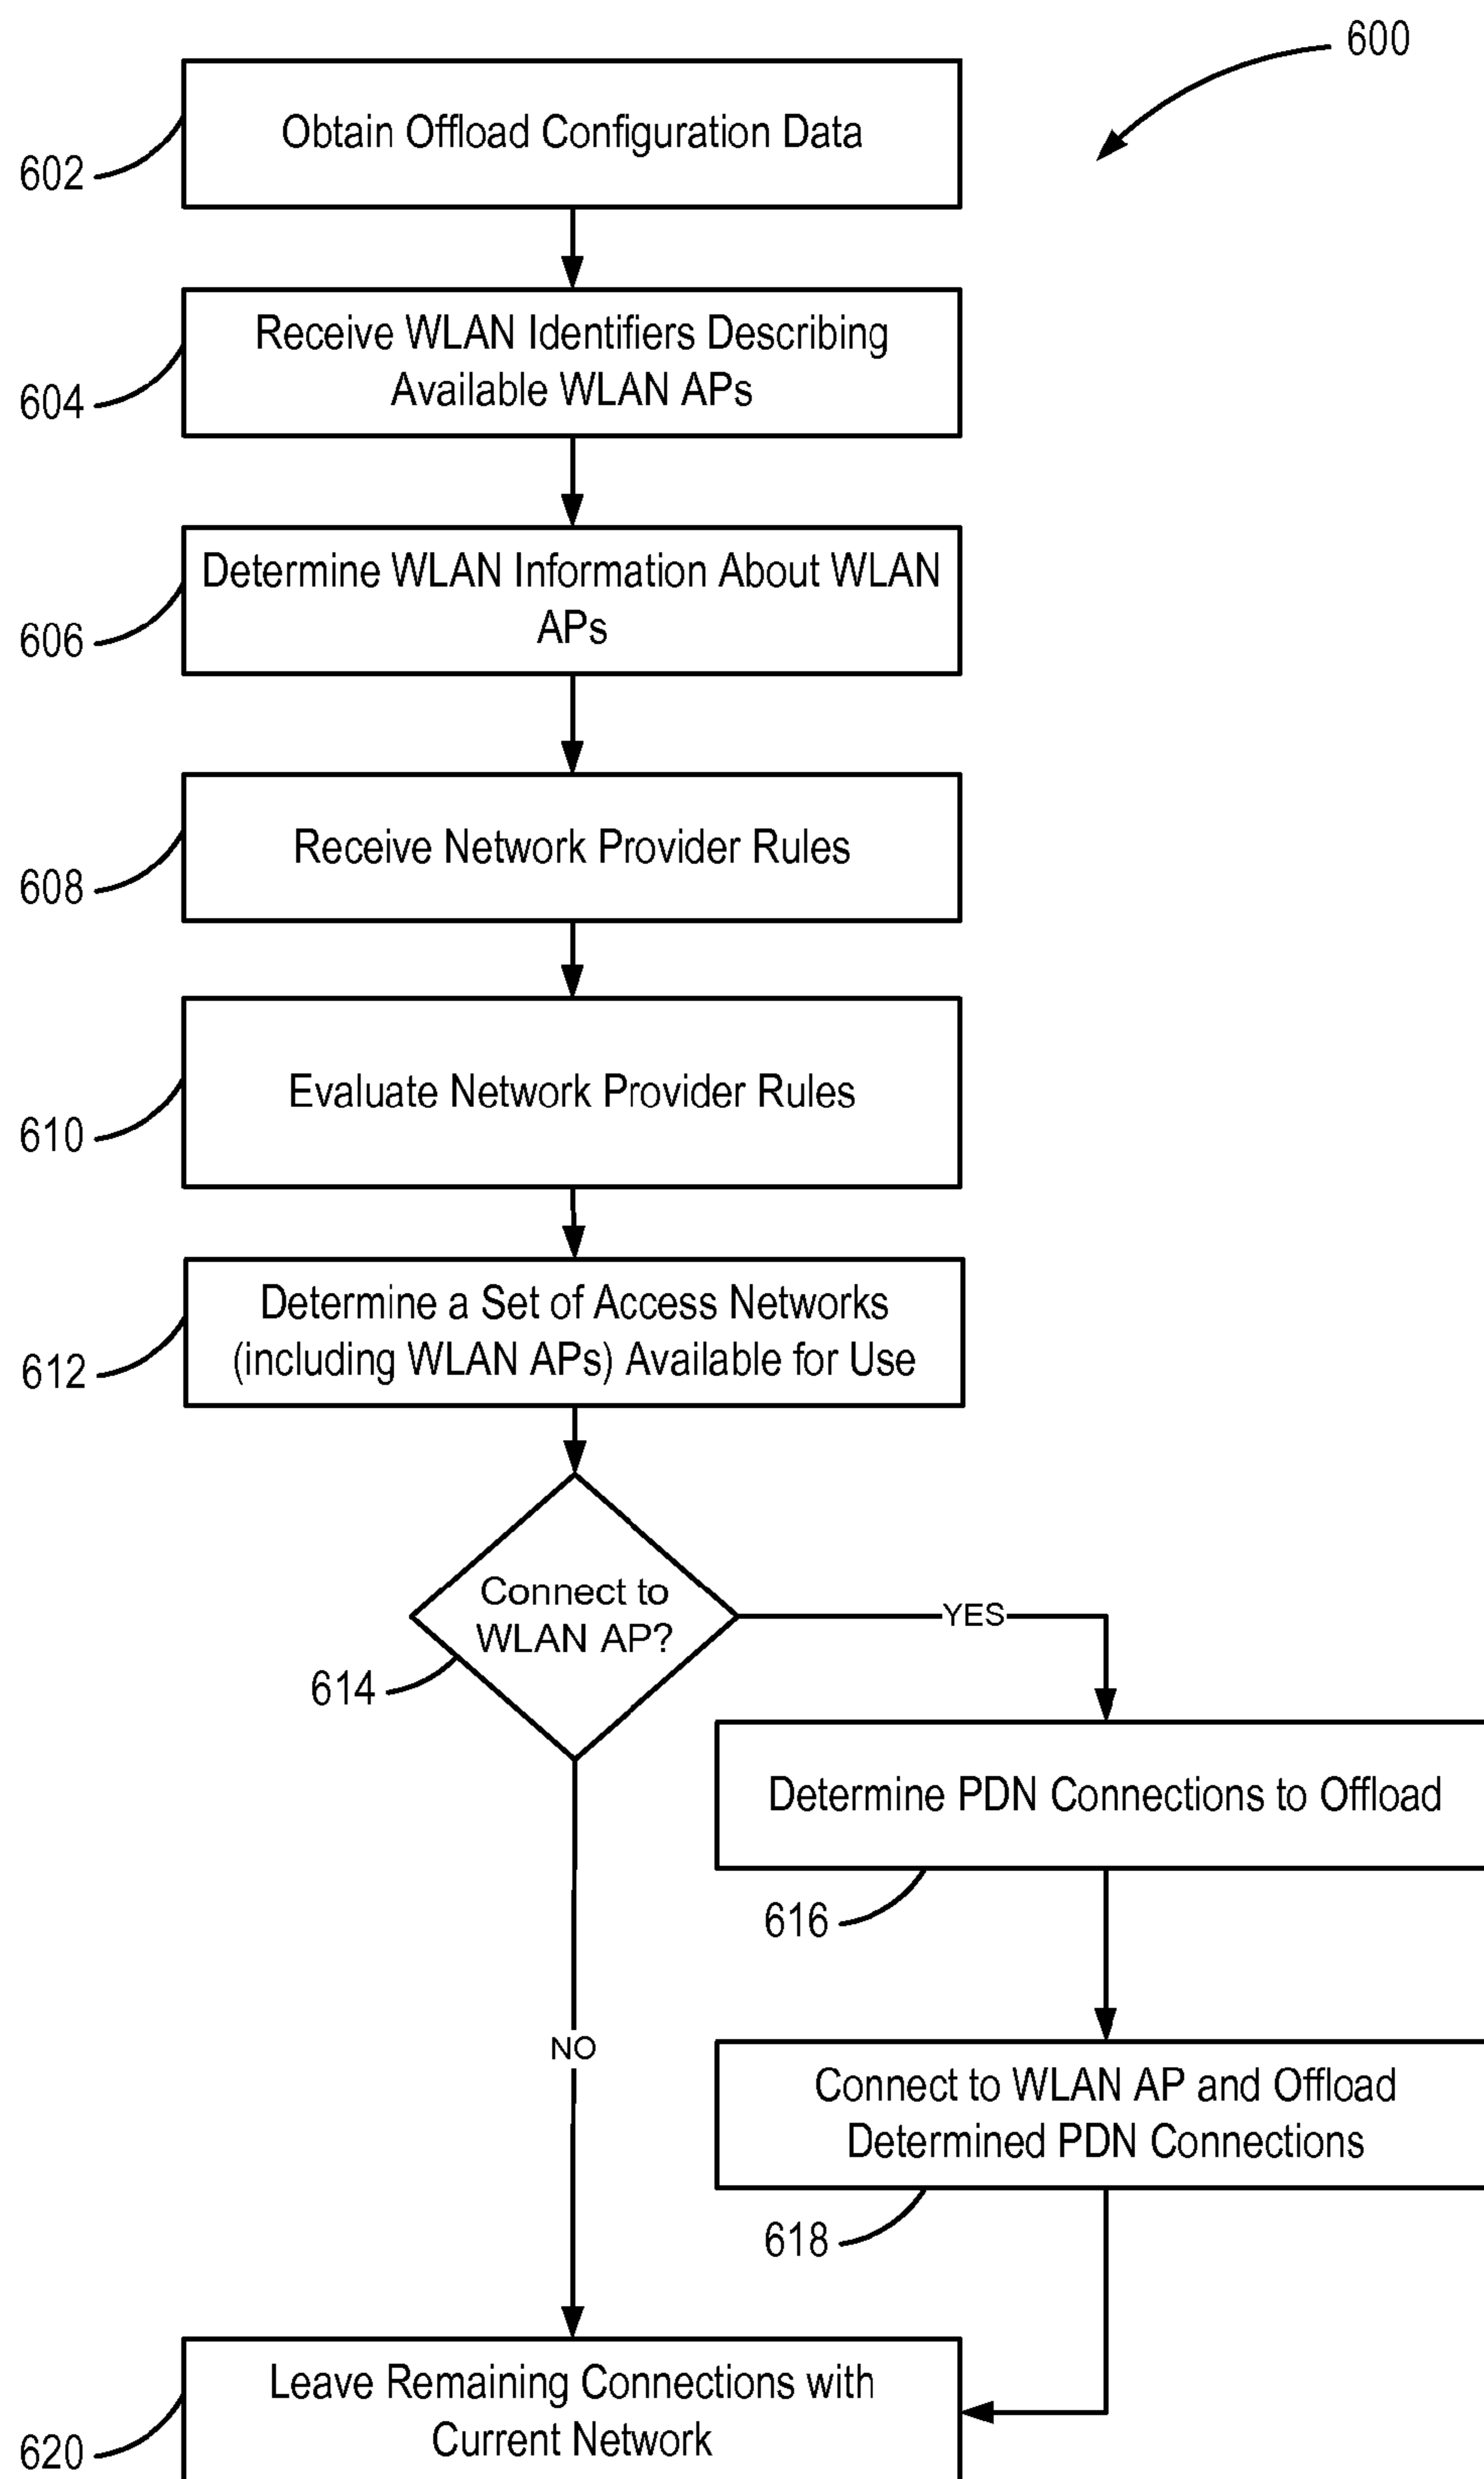 600
Obtain Offload Configuration Data
602
Receive WLAN Identifiers Describing
Available WLAN APs
604
Determine WLAN Information About WLAN
APs
606
Receive Network Provider Rules
608
Evaluate Network Provider Rules
610
Determine a Set of Access Networks
(including WLAN APs) Available for Use
612
Connect to
WLAN AP?
614
YES
Determine PDN Connections to Offload
616
NO
Connect to WLAN AP and Offload
Determined PDN Connections
618
Leave Remaining Connections with
Current Network
620